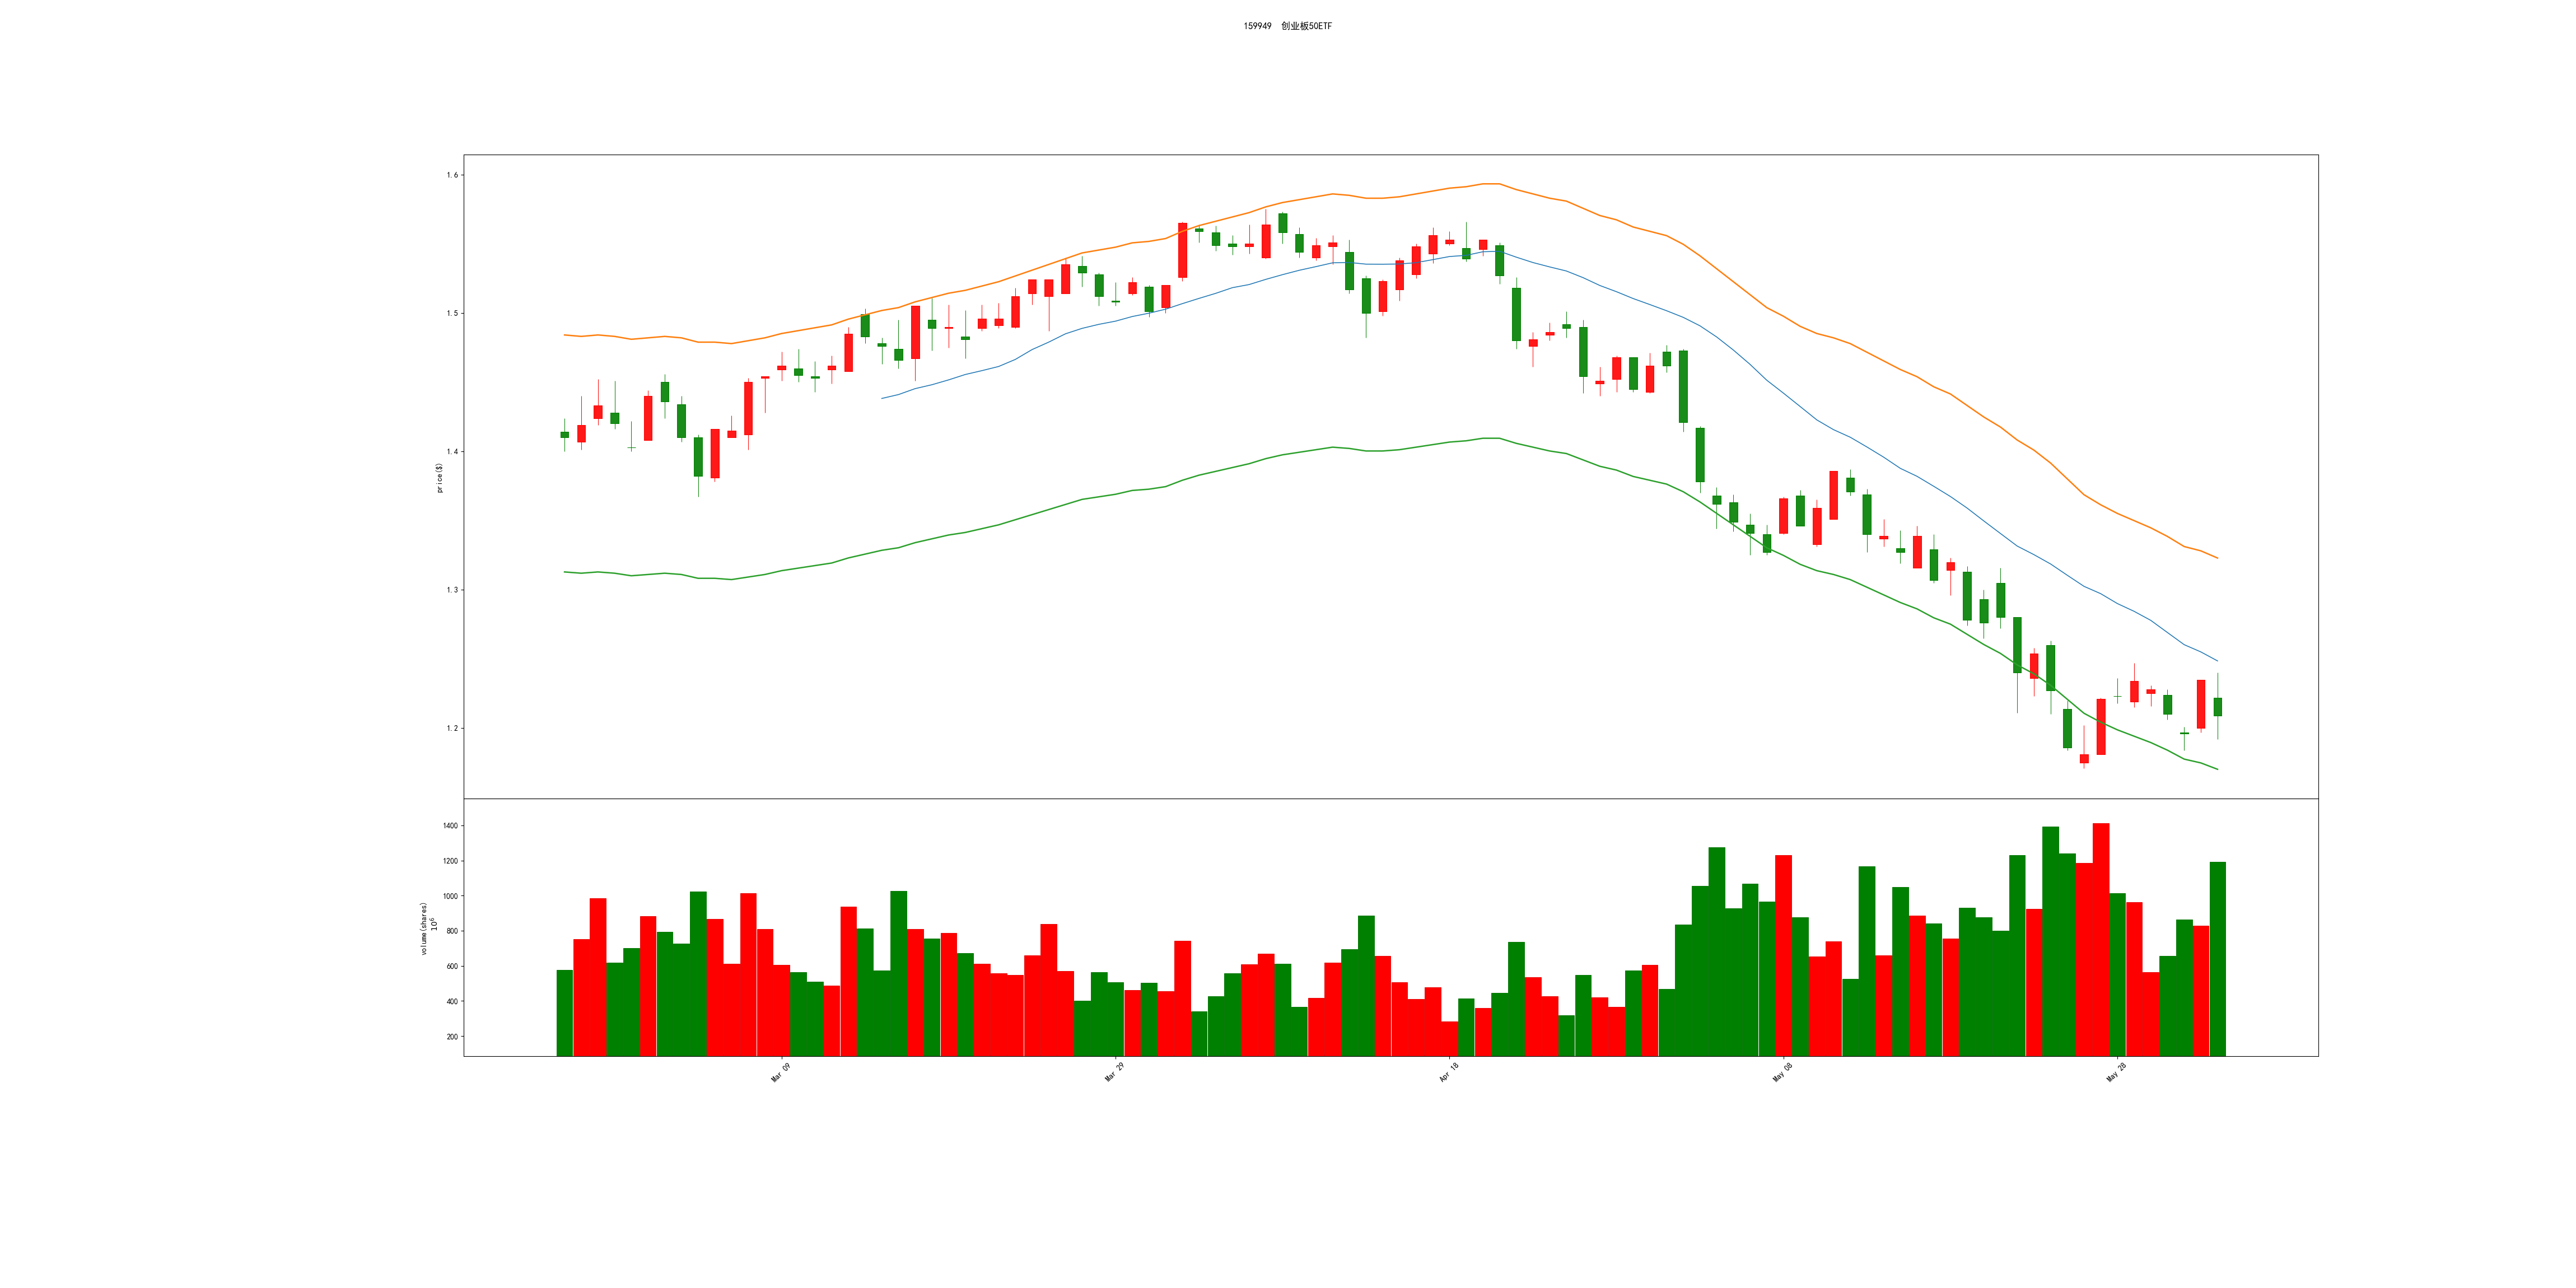 159949 创业板50ETF
price($)
1.6
1.5
1.4
1.3
1.2
volume(shares)
10^6
1400
1200
1000
800
600
400
200
Mar 09
Mar 29
Apr 18
May 08
May 28